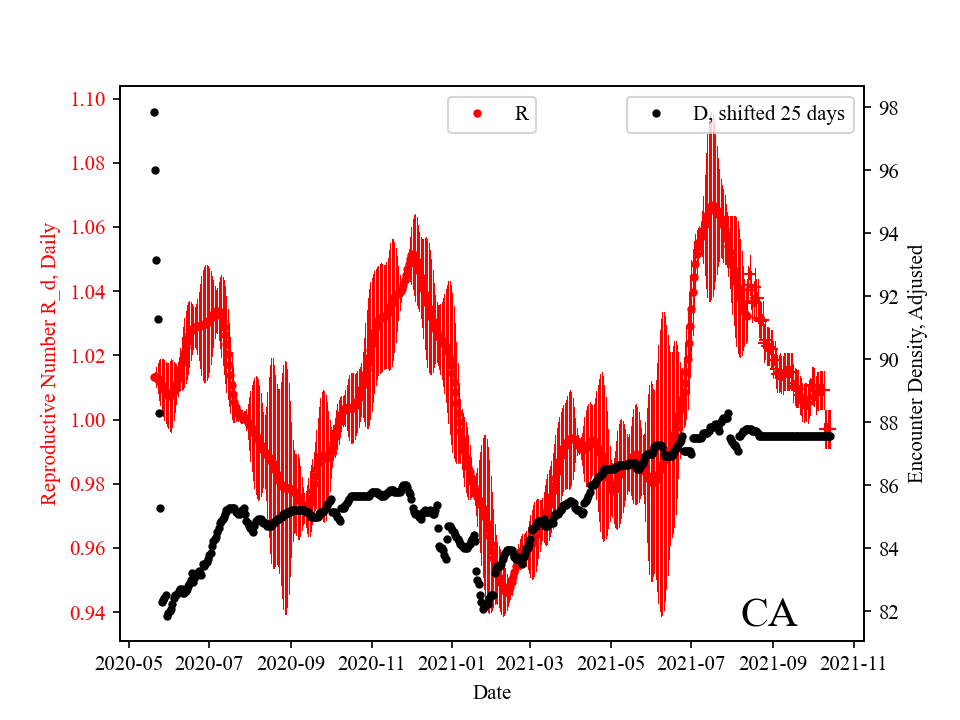 R
D, shifted 25 days
Reproductive Number R_d, Daily
1.10
1.08
1.06
1.04
1.02
1.00
0.98
0.96
0.94
98
96
94
92
90
88
86
84
82
Encounter Density, Adjusted
CA
2020-05 2020-07 2020-09 2020-11 2021-01 2021-03 2021-05 2021-07 2021-09 2021-11
Date